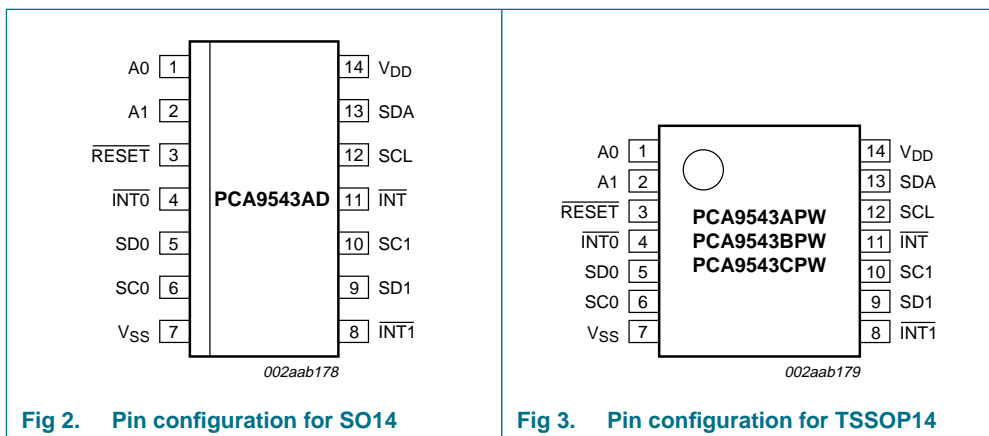 A0 1 14 VDD
A1 2 13 SDA
RESET 3 12 SCL
INT0 4 PCA9543AD 11 INT
SD0 5 10 SC1
SC0 6 9 SD1
VSS 7 8 INT1
002aab178
Fig 2. Pin configuration for SO14
A0 1 14 VDD
A1 2 13 SDA
RESET 3 PCA9543APW 12 SCL
INT0 4 PCA9543BPW 11 INT
SD0 5 PCA9543CPW 10 SC1
SC0 6 9 SD1
VSS 7 8 INT1
002aab179
Fig 3. Pin configuration for TSSOP14